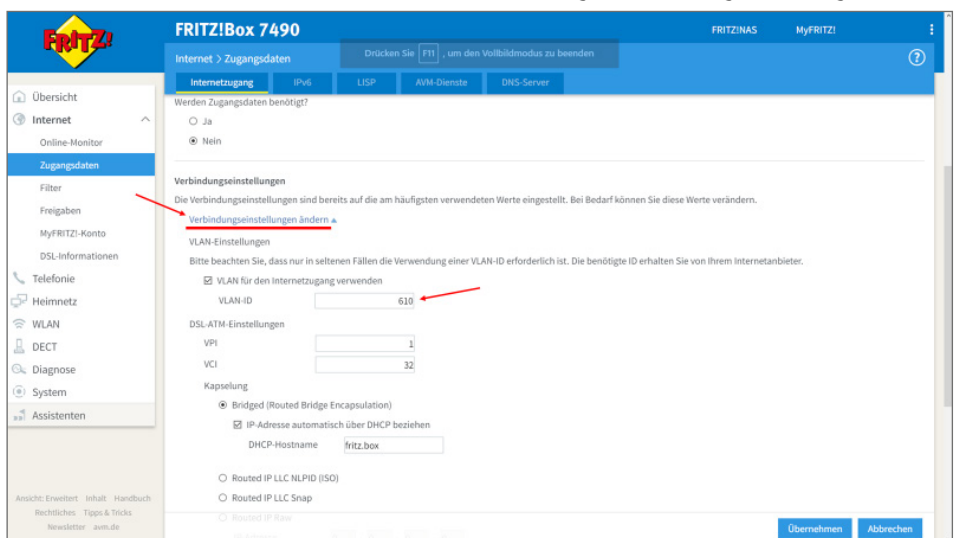 FRITZ!
FRITZ!Box 7490
FRITZ!NAS
MyFRITZ!
Internet > Zugangsdaten
Drücken Sie F11 , um den Vollbildmodus zu beenden
?
Internetzugang
IPv6
LISP
AVM-Dienste
DNS-Server
Übersicht
Internet
Online-Monitor
Zugangsdaten
Filter
Freigaben
MyFRITZ!-Konto
DSL-Informationen
Telefonie
Heimnetz
WLAN
DECT
Diagnose
System
Assistenten
Ansicht: Erweitert Inhalt Handbuch
Rechtliches Tipps & Tricks
Newsletter avm.de
Werden Zugangsdaten benötigt?
Ja
Nein
Verbindungseinstellungen
Die Verbindungseinstellungen sind bereits auf die am häufigsten verwendeten Werte eingestellt. Bei Bedarf können Sie diese Werte verändern.
Verbindungseinstellungen ändern
VLAN-Einstellungen
Bitte beachten Sie, dass nur in seltenen Fällen die Verwendung einer VLAN-ID erforderlich ist. Die benötigte ID erhalten Sie von Ihrem Internetanbieter.
VLAN für den Internetzugang verwenden
VLAN-ID 610
DSL-ATM-Einstellungen
VPI 1
VCI 32
Kapselung
Bridged (Routed Bridge Encapsulation)
IP-Adresse automatisch über DHCP beziehen
DHCP-Hostname fritz.box
Routed IP LLC NLPID (ISO)
Routed IP LLC Snap
Routed IP Raw
Übernehmen
Abbrechen